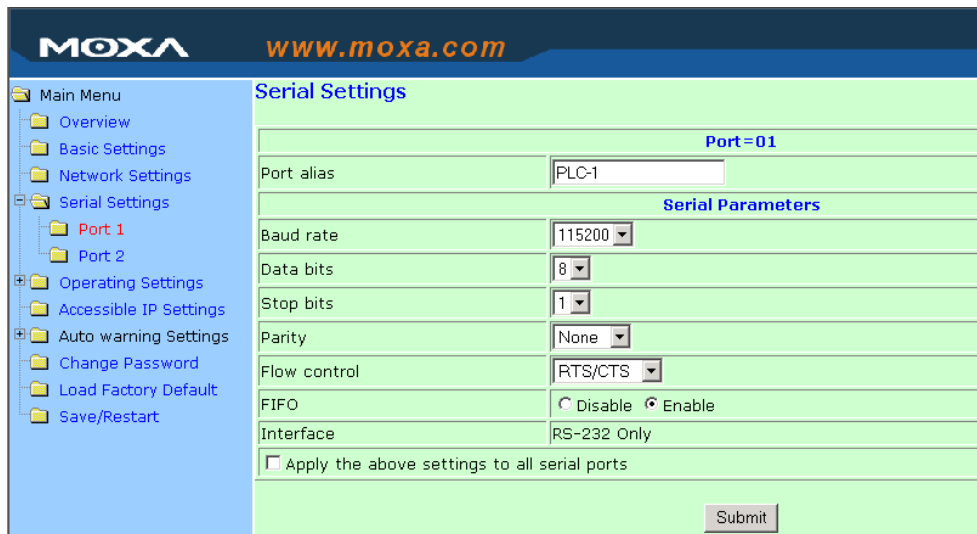 MOXA www.moxa.com
Main Menu
Overview
Basic Settings
Network Settings
Serial Settings
Port 1
Port 2
Operating Settings
Accessible IP Settings
Auto warning Settings
Change Password
Load Factory Default
Save/Restart
Serial Settings
Port=01
Port alias PLC-1
Serial Parameters
Baud rate 115200
Data bits 8
Stop bits 1
Parity None
Flow control RTS/CTS
FIFO Disable Enable
Interface RS-232 Only
Apply the above settings to all serial ports
Submit